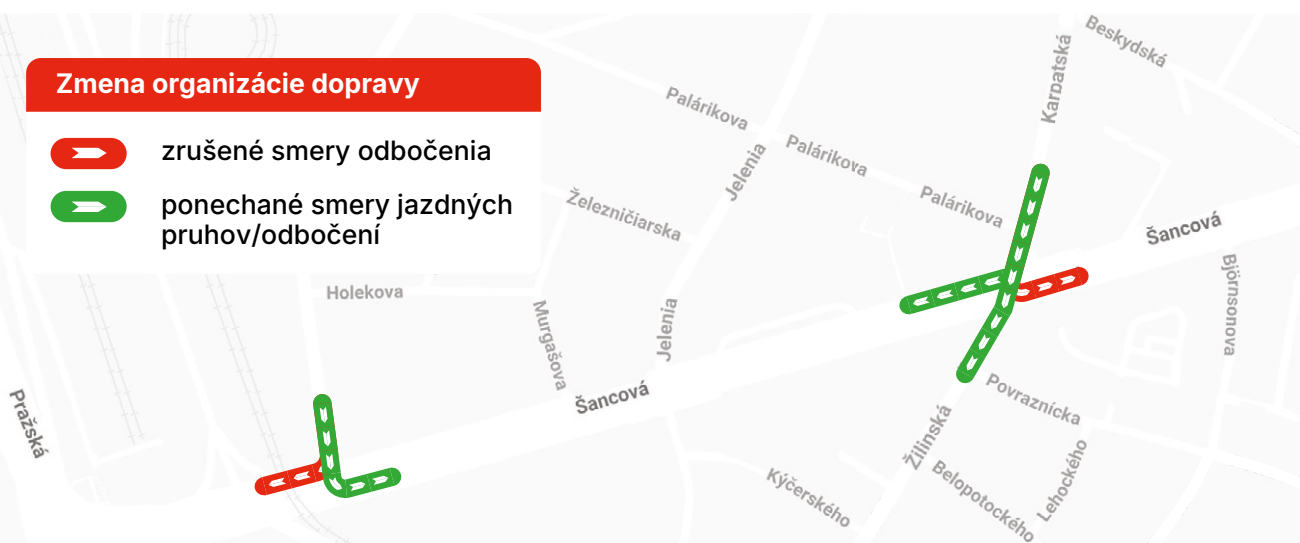 Zmena organizácie dopravy
zrušené smery odbočenia
ponechané smery jazdných
pruhov/odbočení
Beskydská
Karpatská
Palárikova
Palárikova
Jelenia
Palárikova
Železničiarska
Šancová
Björnsonova
Holekova
Murgašova
Jelenia
Šancová
Pražská
Povraznícka
Žilinská
Kýčerského
Belopotockého
Lehockého